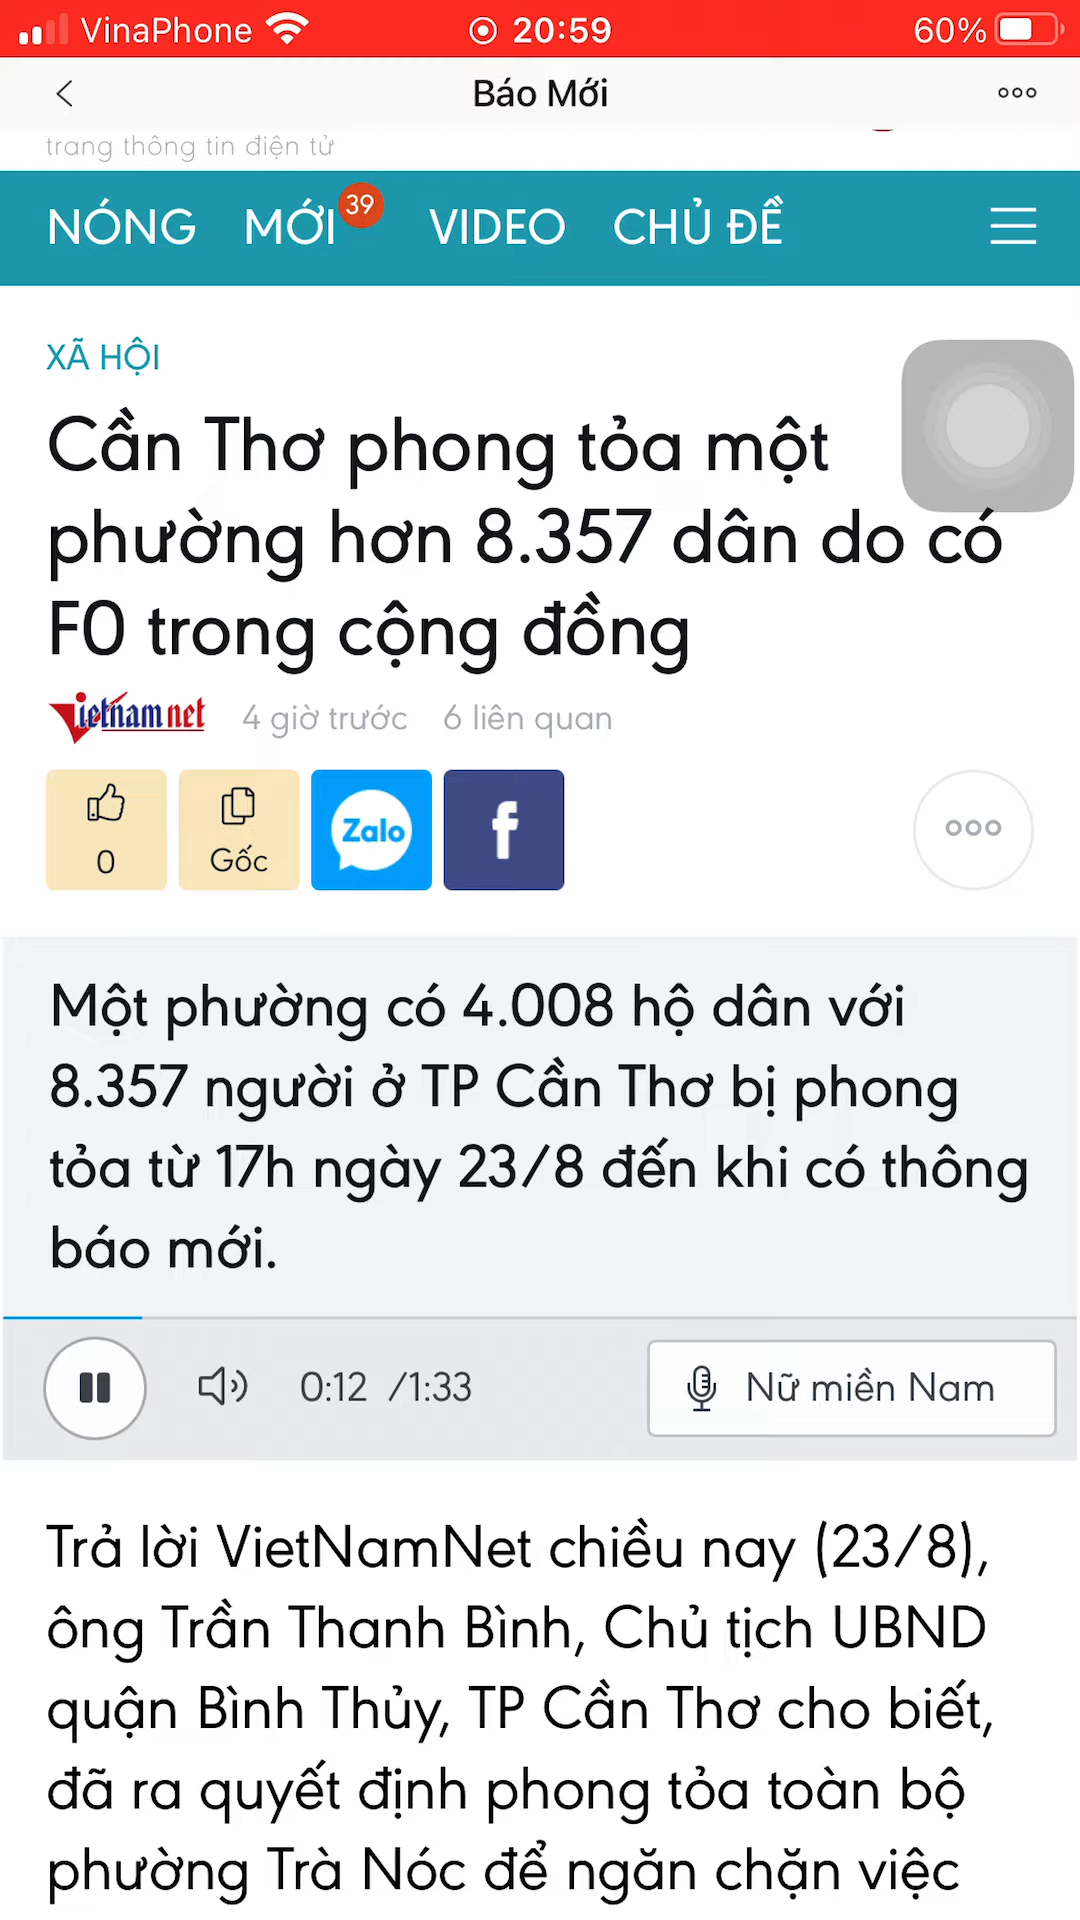 VinaPhone 20:59 60%
Báo Mới
trang thông tin điện tử
NÓNG MỚI 39 VIDEO CHỦ ĐỀ
XÃ HỘI
Cần Thơ phong tỏa một
phường hơn 8.357 dân do có
F0 trong cộng đồng
Vietnamnet 4 giờ trước 6 liên quan
0 Gốc Zalo f
Một phường có 4.008 hộ dân với
8.357 người ở TP Cần Thơ bị phong
tỏa từ 17h ngày 23/8 đến khi có thông
báo mới.
0:12 /1:33 Nữ miền Nam
Trả lời VietNamNet chiều nay (23/8),
ông Trần Thanh Bình, Chủ tịch UBND
quận Bình Thủy, TP Cần Thơ cho biết,
đã ra quyết định phong tỏa toàn bộ
phường Trà Nóc để ngăn chặn việc